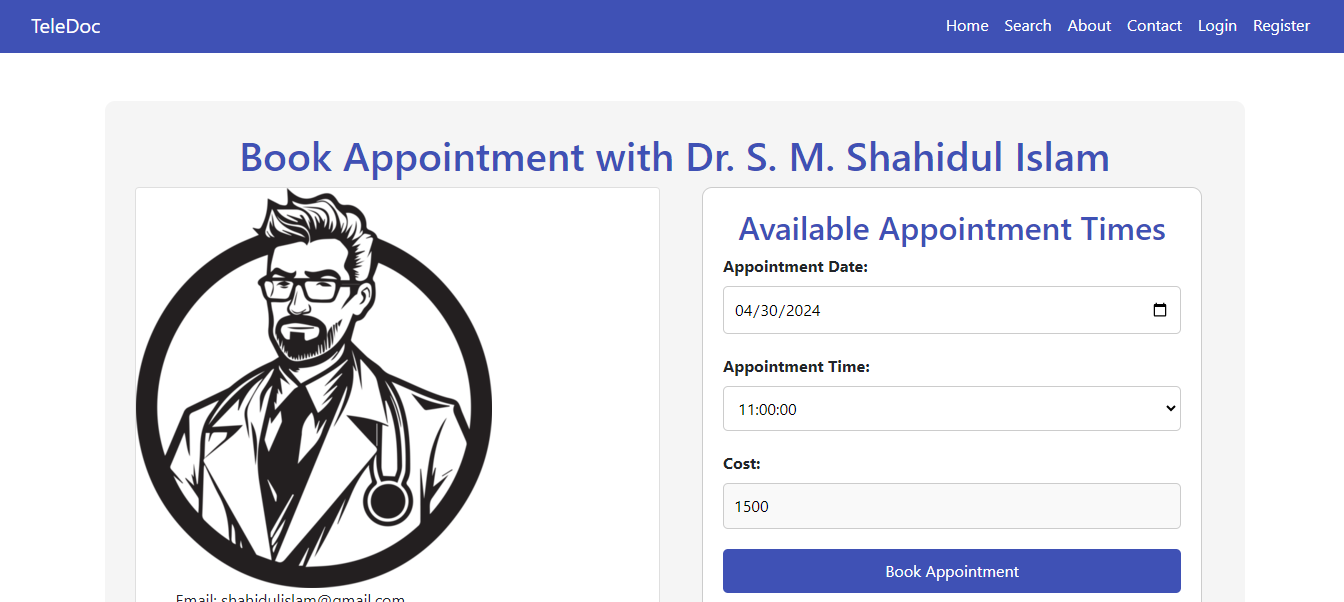 TeleDoc
Home Search About Contact Login Register
Book Appointment with Dr. S. M. Shahidul Islam
Available Appointment Times
Appointment Date:
04/30/2024
Appointment Time:
11:00:00
Cost:
1500
Book Appointment
Email: shahidulislam@gmail.com